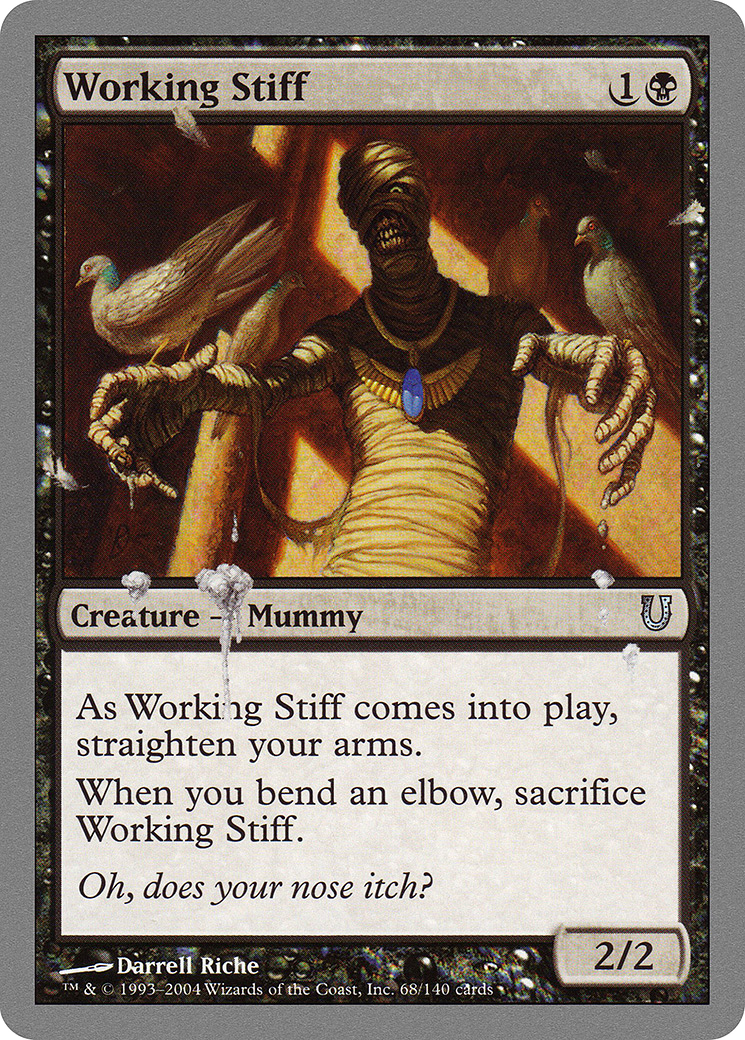 Working Stiff 1
Creature – Mummy
As Working Stiff comes into play,
straighten your arms.
When you bend an elbow, sacrifice
Working Stiff.
Oh, does your nose itch?
2/2
Darrell Riche
™ & © 1993–2004 Wizards of the Coast, Inc. 68/140 cards